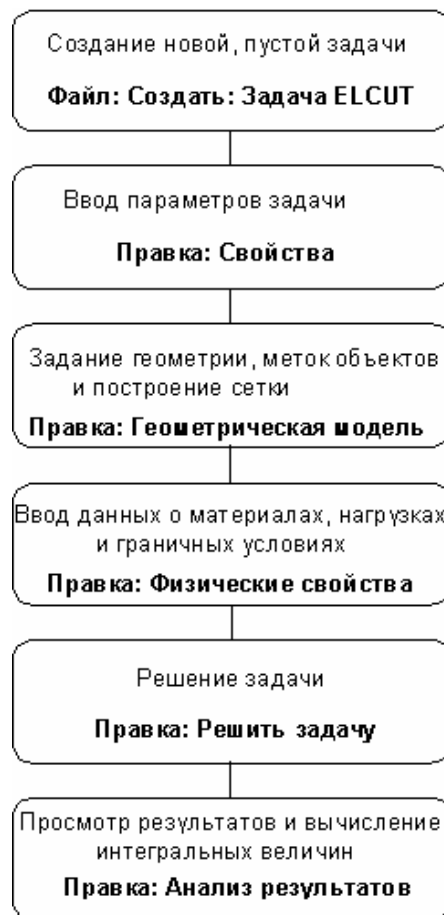 Создание новой, пустой задачи
Файл: Создать: Задача ELCUT
Ввод параметров задачи
Правка: Свойства
Задание геометрии, меток объектов
и построение сетки
Правка: Геометрическая модель
Ввод данных о материалах, нагрузках
и граничных условиях
Правка: Физические свойства
Решение задачи
Правка: Решить задачу
Просмотр результатов и вычисление
интегральных величин
Правка: Анализ результатов